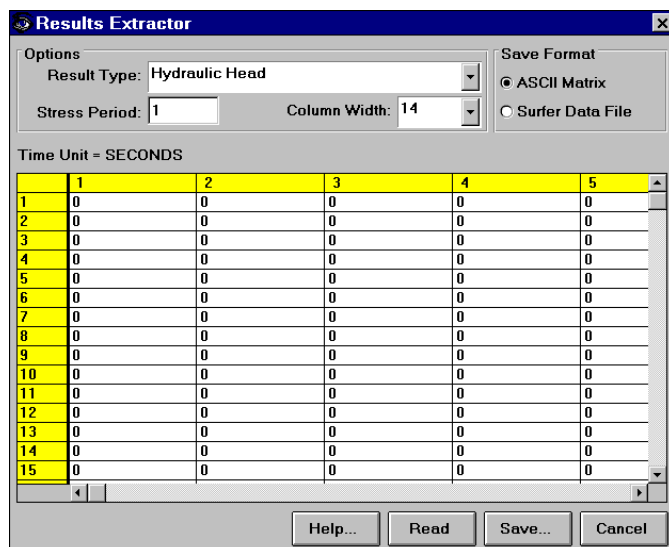 Results Extractor
Options
Result Type: Hydraulic Head
Stress Period: 1 Column Width: 14
Save Format
ASCII Matrix
Surfer Data File
Time Unit = SECONDS
1 2 3 4 5
1 0 0 0 0 0
2 0 0 0 0 0
3 0 0 0 0 0
4 0 0 0 0 0
5 0 0 0 0 0
6 0 0 0 0 0
7 0 0 0 0 0
8 0 0 0 0 0
9 0 0 0 0 0
10 0 0 0 0 0
11 0 0 0 0 0
12 0 0 0 0 0
13 0 0 0 0 0
14 0 0 0 0 0
15 0 0 0 0 0
Help... Read Save... Cancel